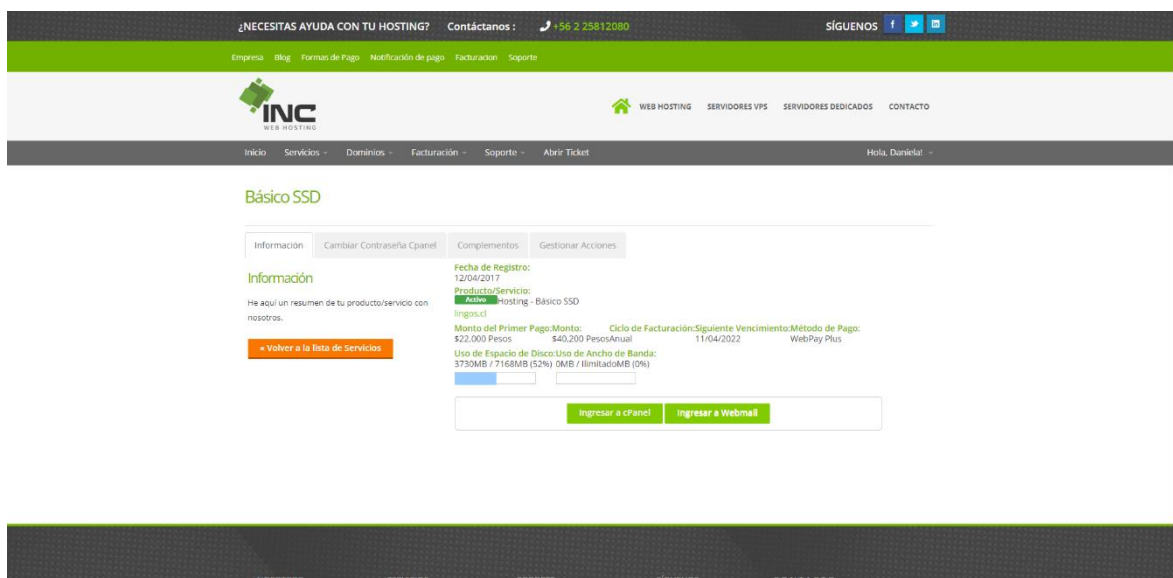 ¿NECESITAS AYUDA CON TU HOSTING? Contáctanos : +56 2 25812080 SÍGUENOS
Empresa Blog Formas de Pago Notificación de pago Facturacion Soporte
INC
WEB HOSTING
WEB HOSTING SERVIDORES VPS SERVIDORES DEDICADOS CONTACTO
Inicio Servicios Dominios Facturación Soporte Abrir Ticket Hola, Daniela!
Básico SSD
Información Cambiar Contraseña Cpanel Complementos Gestionar Acciones
Información
He aquí un resumen de tu producto/servicio con
nosotros.
« Volver a la lista de Servicios
Fecha de Registro:
12/04/2017
Producto/Servicio:
Activo Hosting - Básico SSD
lingos.cl
Monto del Primer Pago:Monto: Ciclo de Facturación:Siguiente Vencimiento:Método de Pago:
$22,000 Pesos $40,200 PesosAnual 11/04/2022 WebPay Plus
Uso de Espacio de Disco:Uso de Ancho de Banda:
3730MB / 7168MB (52%) 0MB / IlimitadoMB (0%)
Ingresar a cPanel Ingresar a Webmail